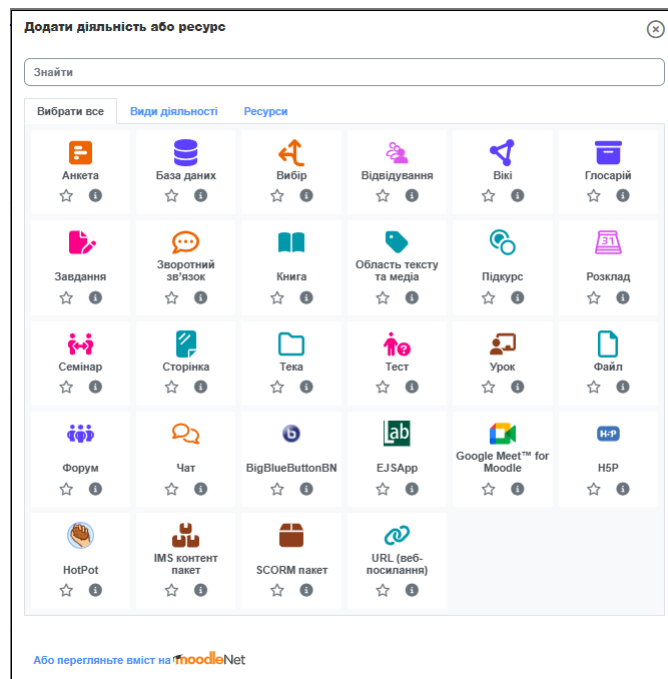 Додати діяльність або ресурс
Знайти
Вибрати все Види діяльності Ресурси
Анкета База даних Вибір Відвідування Вікі Глосарій
Завдання Зворотний зв'язок Книга Область тексту та медіа Підкурс 31 Розклад
Семінар Сторінка Тека Тест Урок Файл
Форум Чат b BigBlueButtonBN Lab EJSApp Google Meet™ for Moodle H-P H5P
HotPot IMS контент пакет SCORM пакет URL (веб-посилання)
Або перегляньте вміст на moodleNet